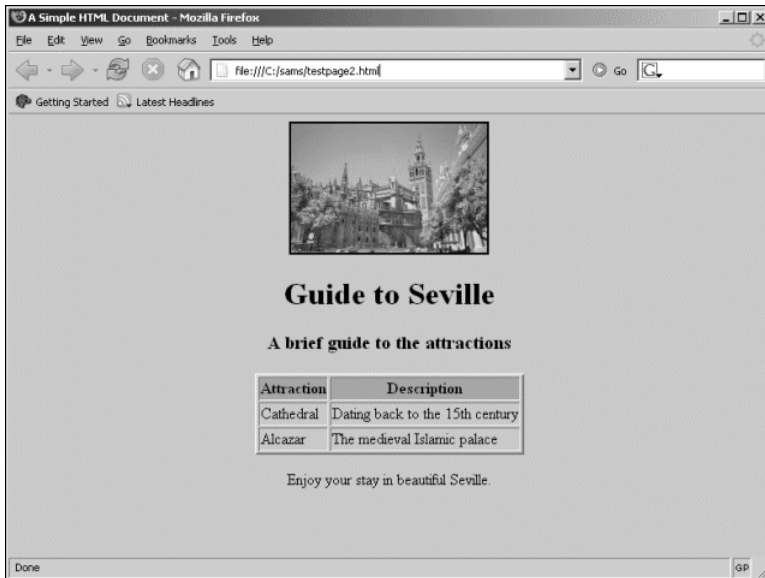 A Simple HTML Document - Mozilla Firefox
File Edit View Go Bookmarks Tools Help
file:///C:/sams/testpage2.html Go G
Getting Started Latest Headlines
Guide to Seville
A brief guide to the attractions
Attraction Description
Cathedral Dating back to the 15th century
Alcazar The medieval Islamic palace
Enjoy your stay in beautiful Seville.
Done GP